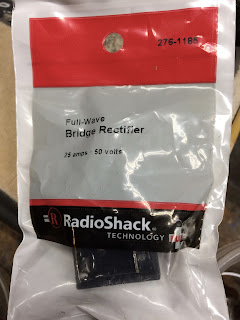 276-1185
Full-Wave
Bridge Rectifier
25 amps 50 volts
RadioShack
TECHNOLOGY